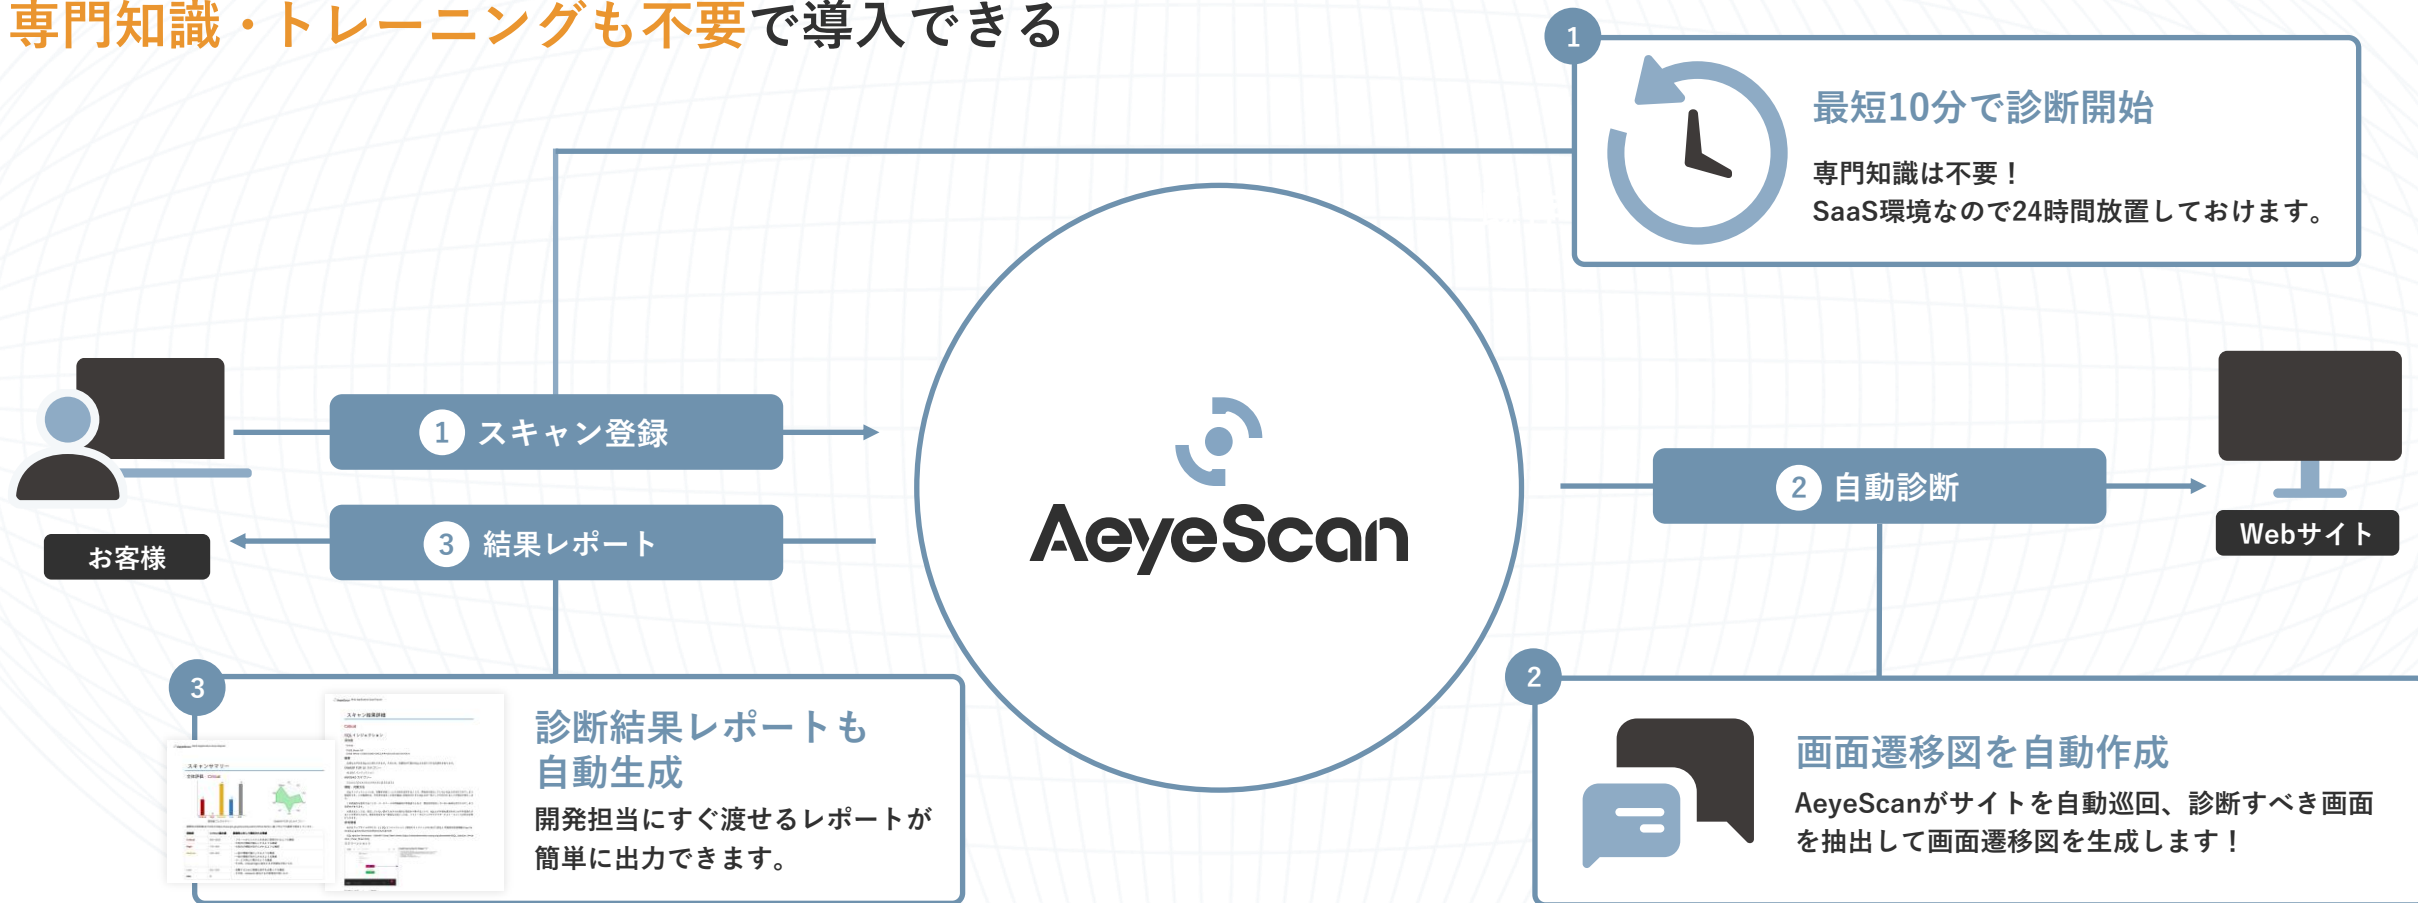 専門知識・トレーニングも不要で導入できる
1
最短10分で診断開始
専門知識は不要！
SaaS環境なので24時間放置しておけます。
1 スキャン登録
3 結果レポート
お客様
AeyeScan
2 自動診断
Webサイト
3
スキャンサマリー
診断結果レポートも
自動生成
開発担当にすぐ渡せるレポートが
簡単に出力できます。
2
画面遷移図を自動作成
AeyeScanがサイトを自動巡回、診断すべき画面
を抽出して画面遷移図を生成します！